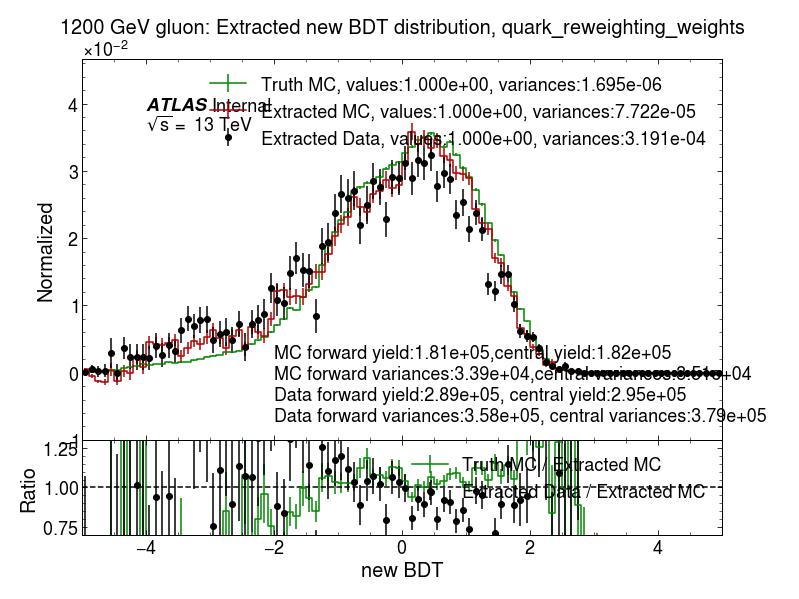 1200 GeV gluon: Extracted new BDT distribution, quark_reweighting_weights
×10−2
Truth MC, values:1.000e+00, variances:1.695e-06
ATLAS Internal
Extracted MC, values:1.000e+00, variances:7.722e-05
√s = 13 TeV
Extracted Data, values:1.000e+00, variances:3.191e-04
4
3
2
1
0
Normalized
MC forward yield:1.81e+05,central yield:1.82e+05
MC forward variances:3.39e+04,central variances:3.51e+04
Data forward yield:2.89e+05, central yield:2.95e+05
Data forward variances:3.58e+05, central variances:3.79e+05
1.25
1.00
0.75
Ratio
Truth MC / Extracted MC
Extracted Data / Extracted MC
−4 −2 0 2 4
new BDT